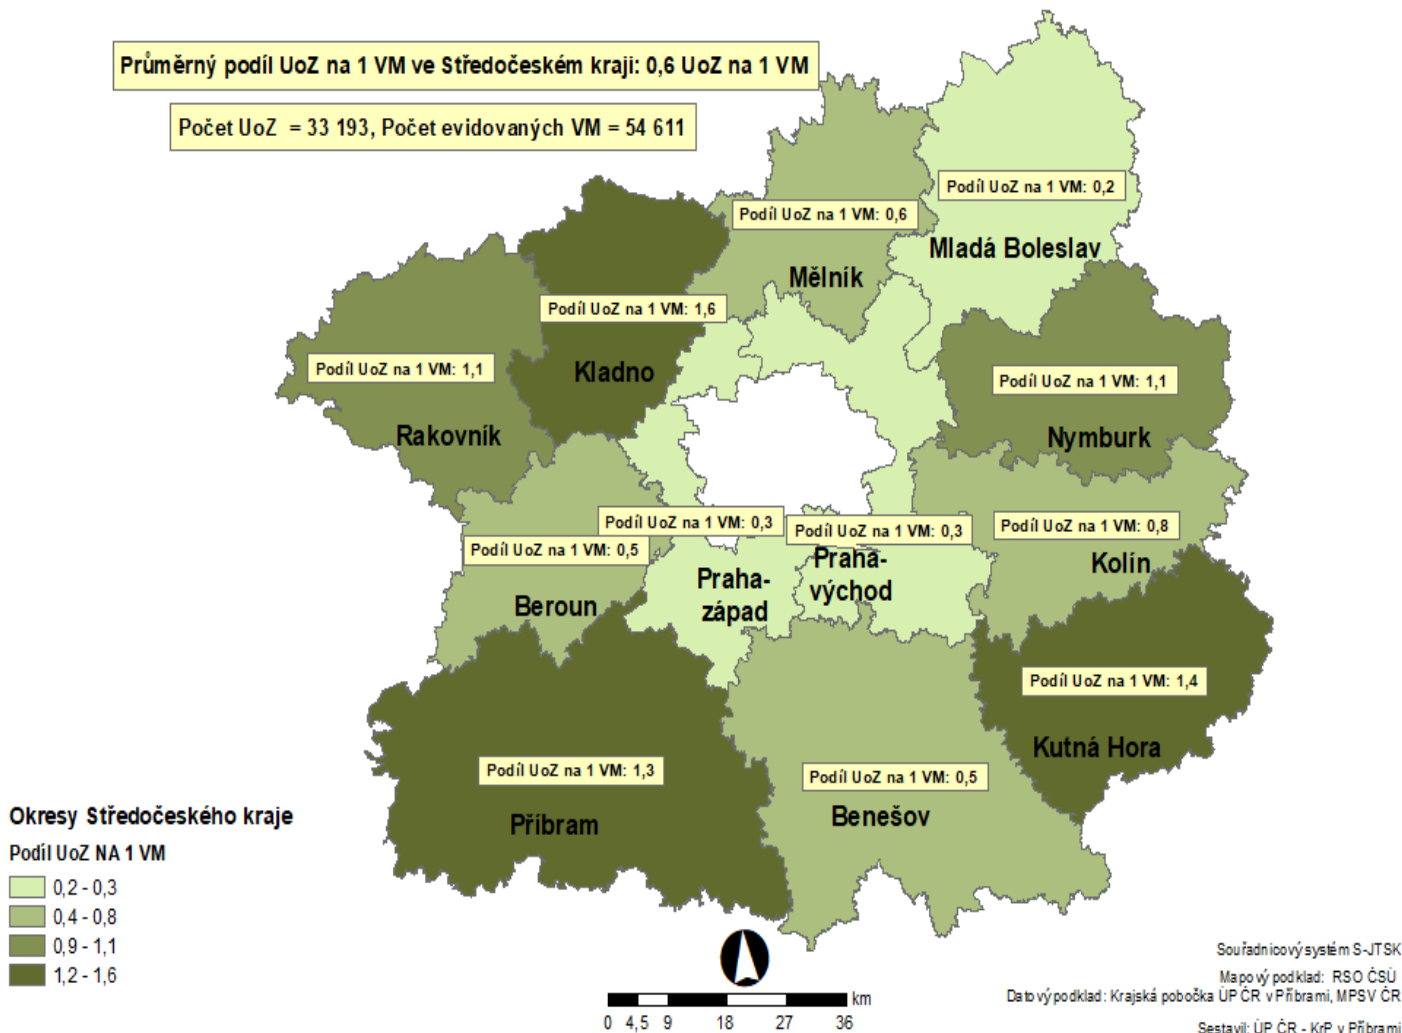 Průměrný podíl UoZ na 1 VM ve Středočeském kraji: 0,6 UoZ na 1 VM
Počet UoZ = 33 193, Počet evidovaných VM = 54 611
Podíl UoZ na 1 VM: 0,2
Mladá Boleslav
Podíl UoZ na 1 VM: 0,6
Mělník
Podíl UoZ na 1 VM: 1,6
Kladno
Podíl UoZ na 1 VM: 1,1
Rakovník
Podíl UoZ na 1 VM: 1,1
Nymburk
Podíl UoZ na 1 VM: 0,3
Praha-
západ
Podíl UoZ na 1 VM: 0,3
Praha-
východ
Podíl UoZ na 1 VM: 0,8
Kolín
Podíl UoZ na 1 VM: 0,5
Beroun
Podíl UoZ na 1 VM: 1,4
Kutná Hora
Podíl UoZ na 1 VM: 1,3
Příbram
Podíl UoZ na 1 VM: 0,5
Benešov
Okresy Středočeského kraje
Podíl UoZ NA 1 VM
0,2 - 0,3
0,4 - 0,8
0,9 - 1,1
1,2 - 1,6
km
0 4,5 9 18 27 36
Souřadnicový systém S-JTSK
Mapový podklad: RSO ČSÚ
Datový podklad: Krajská pobočka ÚP ČR v Příbrami, MPSV ČR
Sestavil: ÚP ČR - KrP v Příbrami